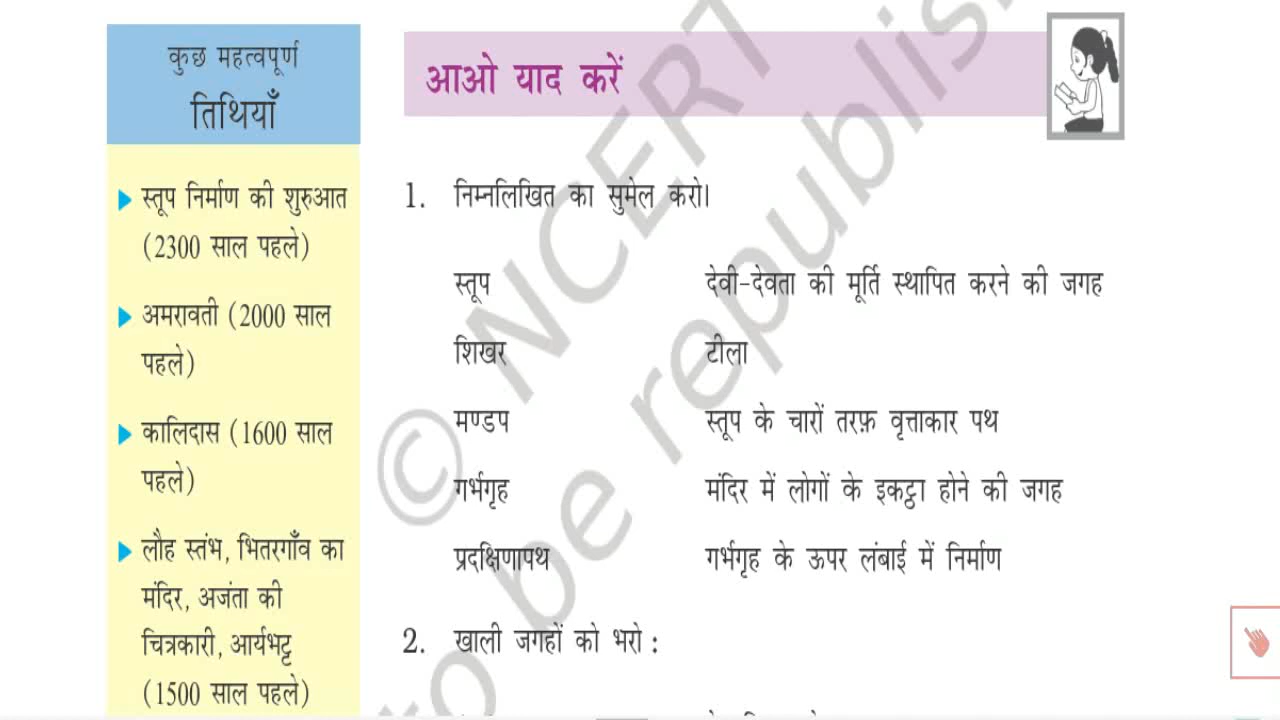 कुछ महत्वपूर्ण
तिथियाँ
स्तूप निर्माण की शुरुआत
(2300 साल पहले)
अमरावती (2000 साल
पहले)
कालिदास (1600 साल
पहले)
लौह स्तंभ, भितरगाँव का
मंदिर, अजंता की
चित्रकारी, आर्यभट्ट
(1500 साल पहले)
आओ याद करें
1. निम्नलिखित का सुमेल करो।
स्तूप देवी-देवता की मूर्ति स्थापित करने की जगह
शिखर टीला
मण्डप स्तूप के चारों तरफ़ वृत्ताकार पथ
गर्भगृह मंदिर में लोगों के इकट्ठा होने की जगह
प्रदक्षिणापथ गर्भगृह के ऊपर लंबाई में निर्माण
2. खाली जगहों को भरो :
© NCERT
to be republis